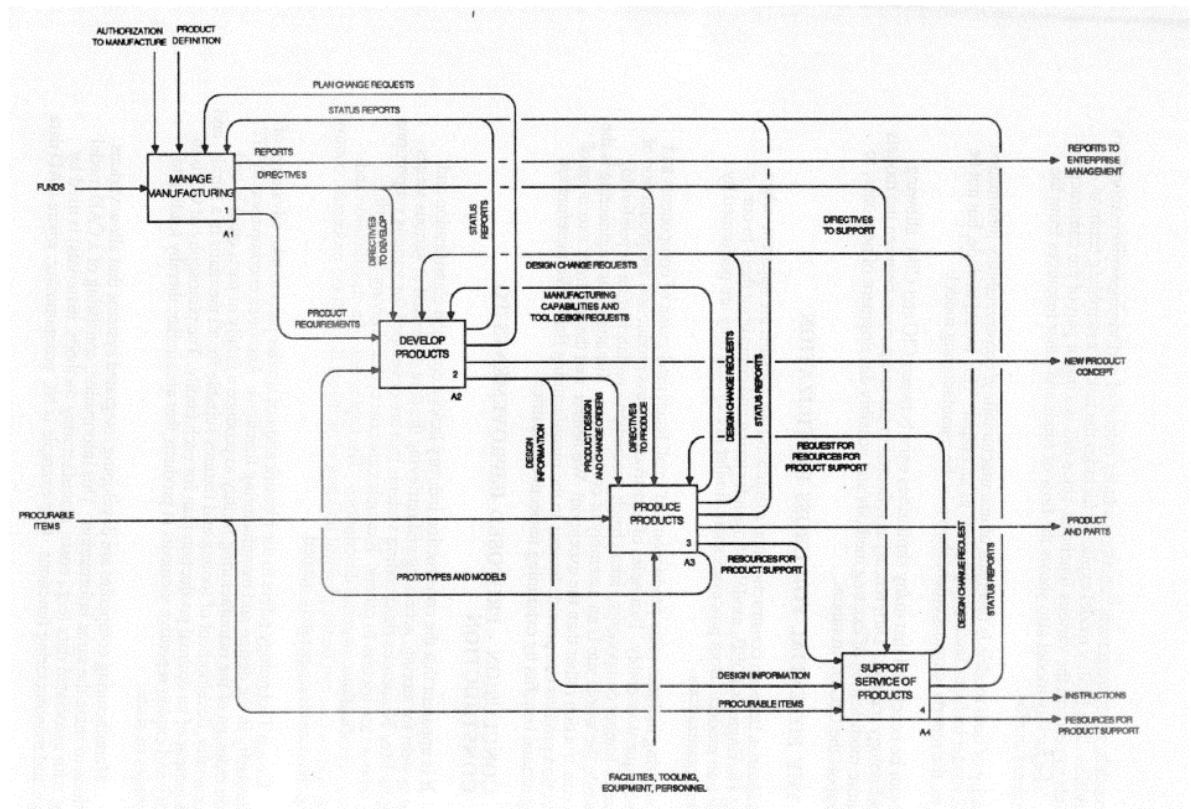 AUTHORIZATION
TO MANUFACTURE
PRODUCT
DEFINITION
PLAN CHANGE REQUESTS
STATUS REPORTS
REPORTS
DIRECTIVES
REPORTS TO
ENTERPRISE
MANAGEMENT
FUNDS
MANAGE
MANUFACTURING
1
A1
DIRECTIVES
TO DEVELOP
STATUS
REPORTS
DIRECTIVES
TO SUPPORT
DESIGN CHANGE REQUESTS
MANUFACTURING
CAPABILITIES AND
TOOL DESIGN REQUESTS
PRODUCT
REQUIREMENTS
DEVELOP
PRODUCTS
2
A2
NEW PRODUCT
CONCEPT
DESIGN
INFORMATION
PRODUCT DESIGN
AND CHANGE ORDERS
DIRECTIVES
TO PRODUCE
DESIGN CHANGE REQUESTS
STATUS REPORTS
REQUEST FOR
RESOURCES FOR
PRODUCT SUPPORT
PROCURABLE
ITEMS
PRODUCE
PRODUCTS
3
A3
PRODUCT
AND PARTS
RESOURCES FOR
PRODUCT SUPPORT
DESIGN CHANGE REQUEST
STATUS REPORTS
PROTOTYPES AND MODELS
DESIGN INFORMATION
PROCURABLE ITEMS
SUPPORT
SERVICE OF
PRODUCTS
4
A4
INSTRUCTIONS
RESOURCES FOR
PRODUCT SUPPORT
FACILITIES, TOOLING,
EQUIPMENT, PERSONNEL